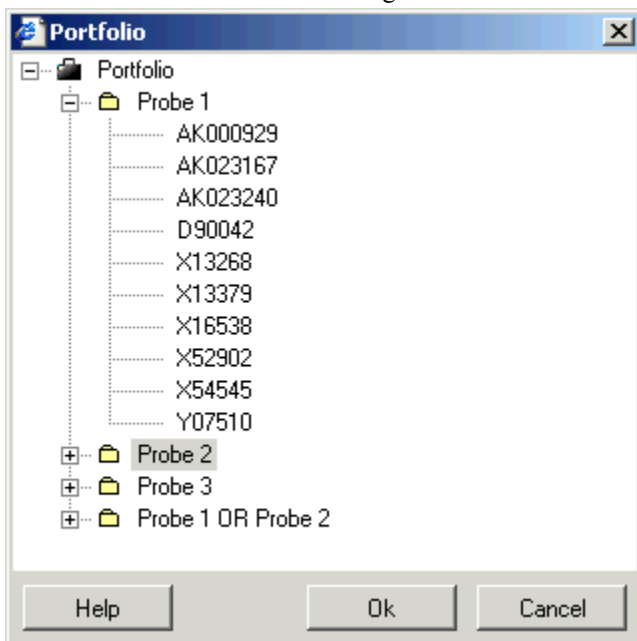 Portfolio
Portfolio
Probe 1
AK000929
AK023167
AK023240
D90042
X13268
X13379
X16538
X52902
X54545
Y07510
Probe 2
Probe 3
Probe 1 OR Probe 2
Help Ok Cancel